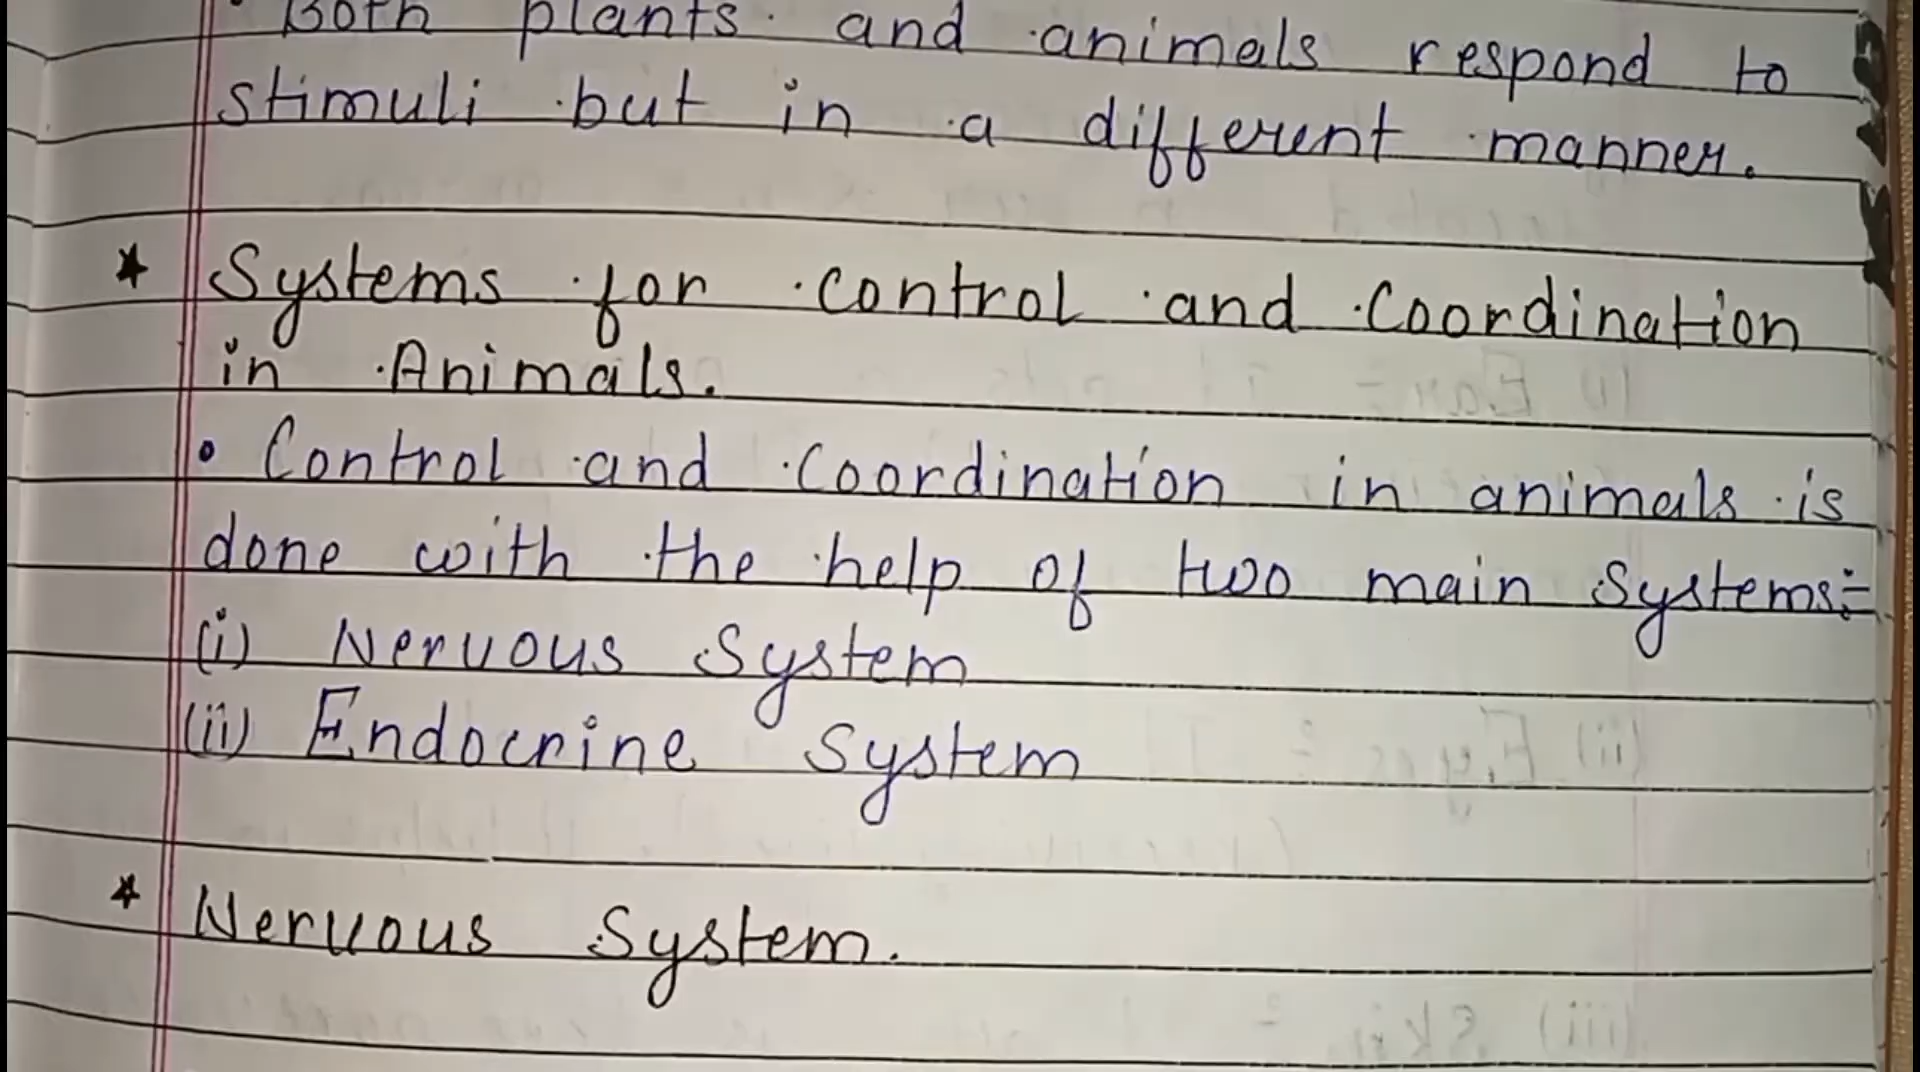 • Both plants and animals respond to
stimuli but in a different manner.
* Systems for control and Coordination
in Animals.
• Control and Coordination in animals is
done with the help of two main Systems:-
(i) Nervous System
(ii) Endocrine System
* Nervous System.